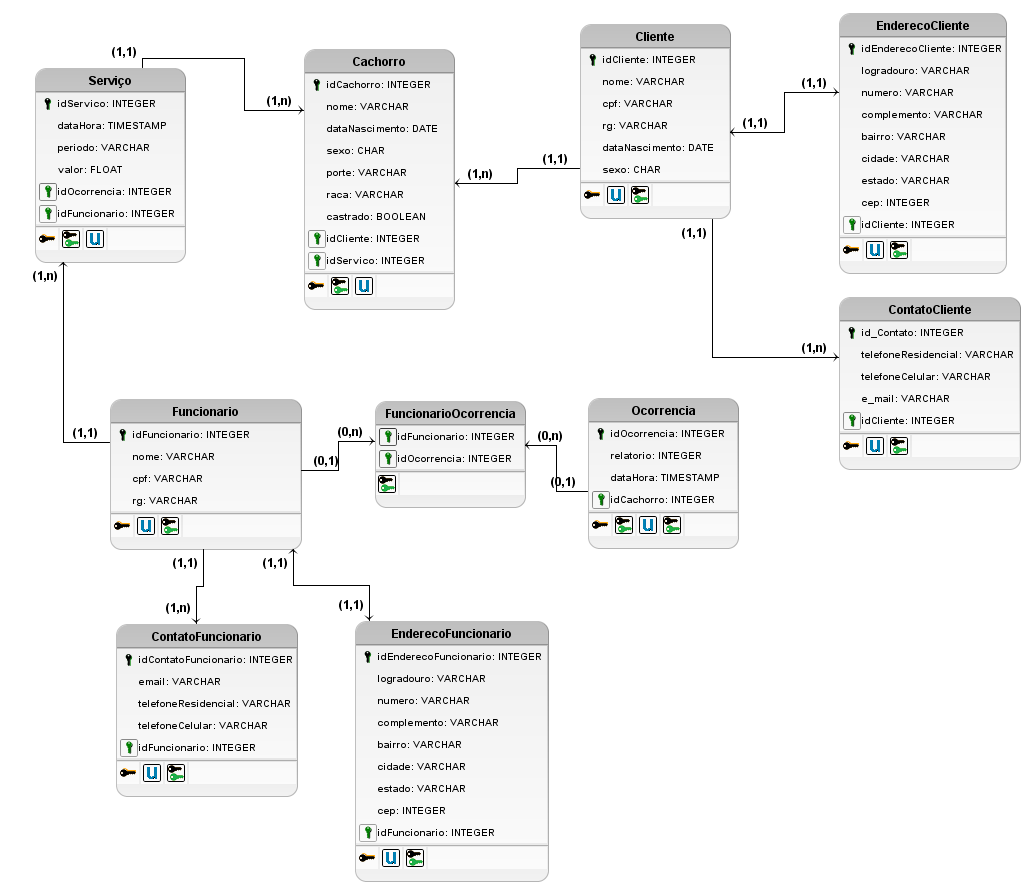 Serviço
idServico: INTEGER
dataHora: TIMESTAMP
periodo: VARCHAR
valor: FLOAT
idOcorrencia: INTEGER
idFuncionario: INTEGER
(1,1)
(1,n)
Cachorro
idCachorro: INTEGER
nome: VARCHAR
dataNascimento: DATE
sexo: CHAR
porte: VARCHAR
raca: VARCHAR
castrado: BOOLEAN
idCliente: INTEGER
idServico: INTEGER
(1,n)
(1,1)
Cliente
idCliente: INTEGER
nome: VARCHAR
cpf: VARCHAR
rg: VARCHAR
dataNascimento: DATE
sexo: CHAR
(1,1)
(1,1)
EnderecoCliente
idEnderecoCliente: INTEGER
logradouro: VARCHAR
numero: VARCHAR
complemento: VARCHAR
bairro: VARCHAR
cidade: VARCHAR
estado: VARCHAR
cep: INTEGER
idCliente: INTEGER
(1,1)
(1,n)
ContatoCliente
id_Contato: INTEGER
telefoneResidencial: VARCHAR
telefoneCelular: VARCHAR
e_mail: VARCHAR
idCliente: INTEGER
(1,n)
(1,1)
Funcionario
idFuncionario: INTEGER
nome: VARCHAR
cpf: VARCHAR
rg: VARCHAR
(0,1)
(0,n)
FuncionarioOcorrencia
idFuncionario: INTEGER
idOcorrencia: INTEGER
(0,n)
(0,1)
Ocorrencia
idOcorrencia: INTEGER
relatorio: INTEGER
dataHora: TIMESTAMP
idCachorro: INTEGER
(1,1)
(1,n)
ContatoFuncionario
idContatoFuncionario: INTEGER
email: VARCHAR
telefoneResidencial: VARCHAR
telefoneCelular: VARCHAR
idFuncionario: INTEGER
(1,1)
(1,1)
EnderecoFuncionario
idEnderecoFuncionario: INTEGER
logradouro: VARCHAR
numero: VARCHAR
complemento: VARCHAR
bairro: VARCHAR
cidade: VARCHAR
estado: VARCHAR
cep: INTEGER
idFuncionario: INTEGER